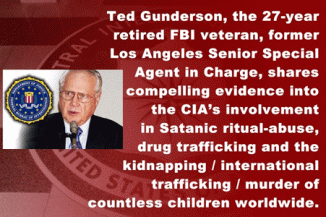 Ted Gunderson, the 27-year
retired FBI veteran, former
Los Angeles Senior Special
Agent in Charge, shares
compelling evidence into
the CIA's involvement
in Satanic ritual-abuse,
drug trafficking and the
kidnapping / international
trafficking / murder of
countless children worldwide.